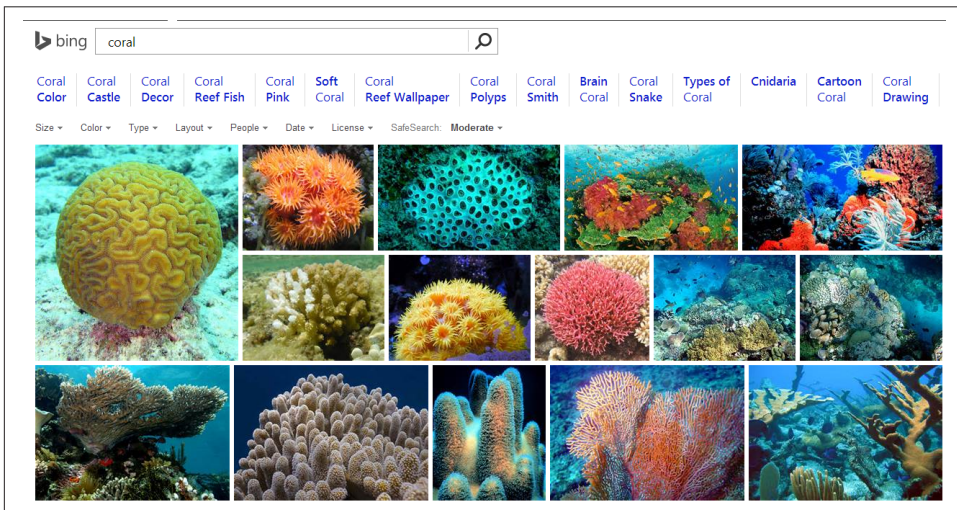 bing coral
Coral Coral Coral Coral Coral Soft Coral Coral Coral Brain Coral Types of Cnidaria Cartoon Coral
Color Castle Decor Reef Fish Pink Coral Reef Wallpaper Polyps Smith Coral Snake Coral Coral Drawing
Size Color Type Layout People Date License SafeSearch: Moderate